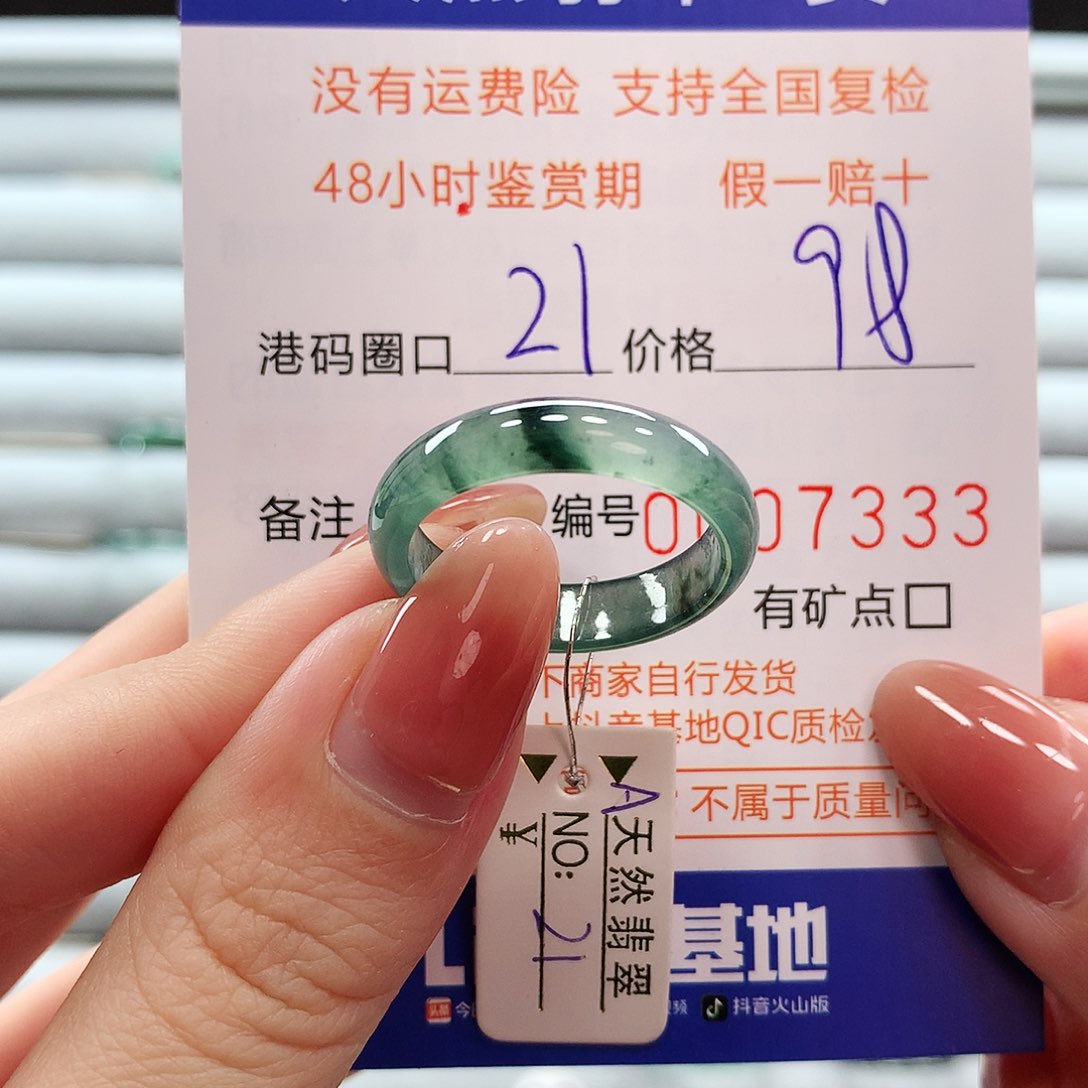 没有运费险 支持全国复检
48小时鉴赏期 假一赔十
港码圈口 21 价格 98
备注 编号 07333
有矿点□
商家自行发货
基地QIC质检
不属于质量问
A天然翡翠
NO: 21
¥
基地
抖音火山版